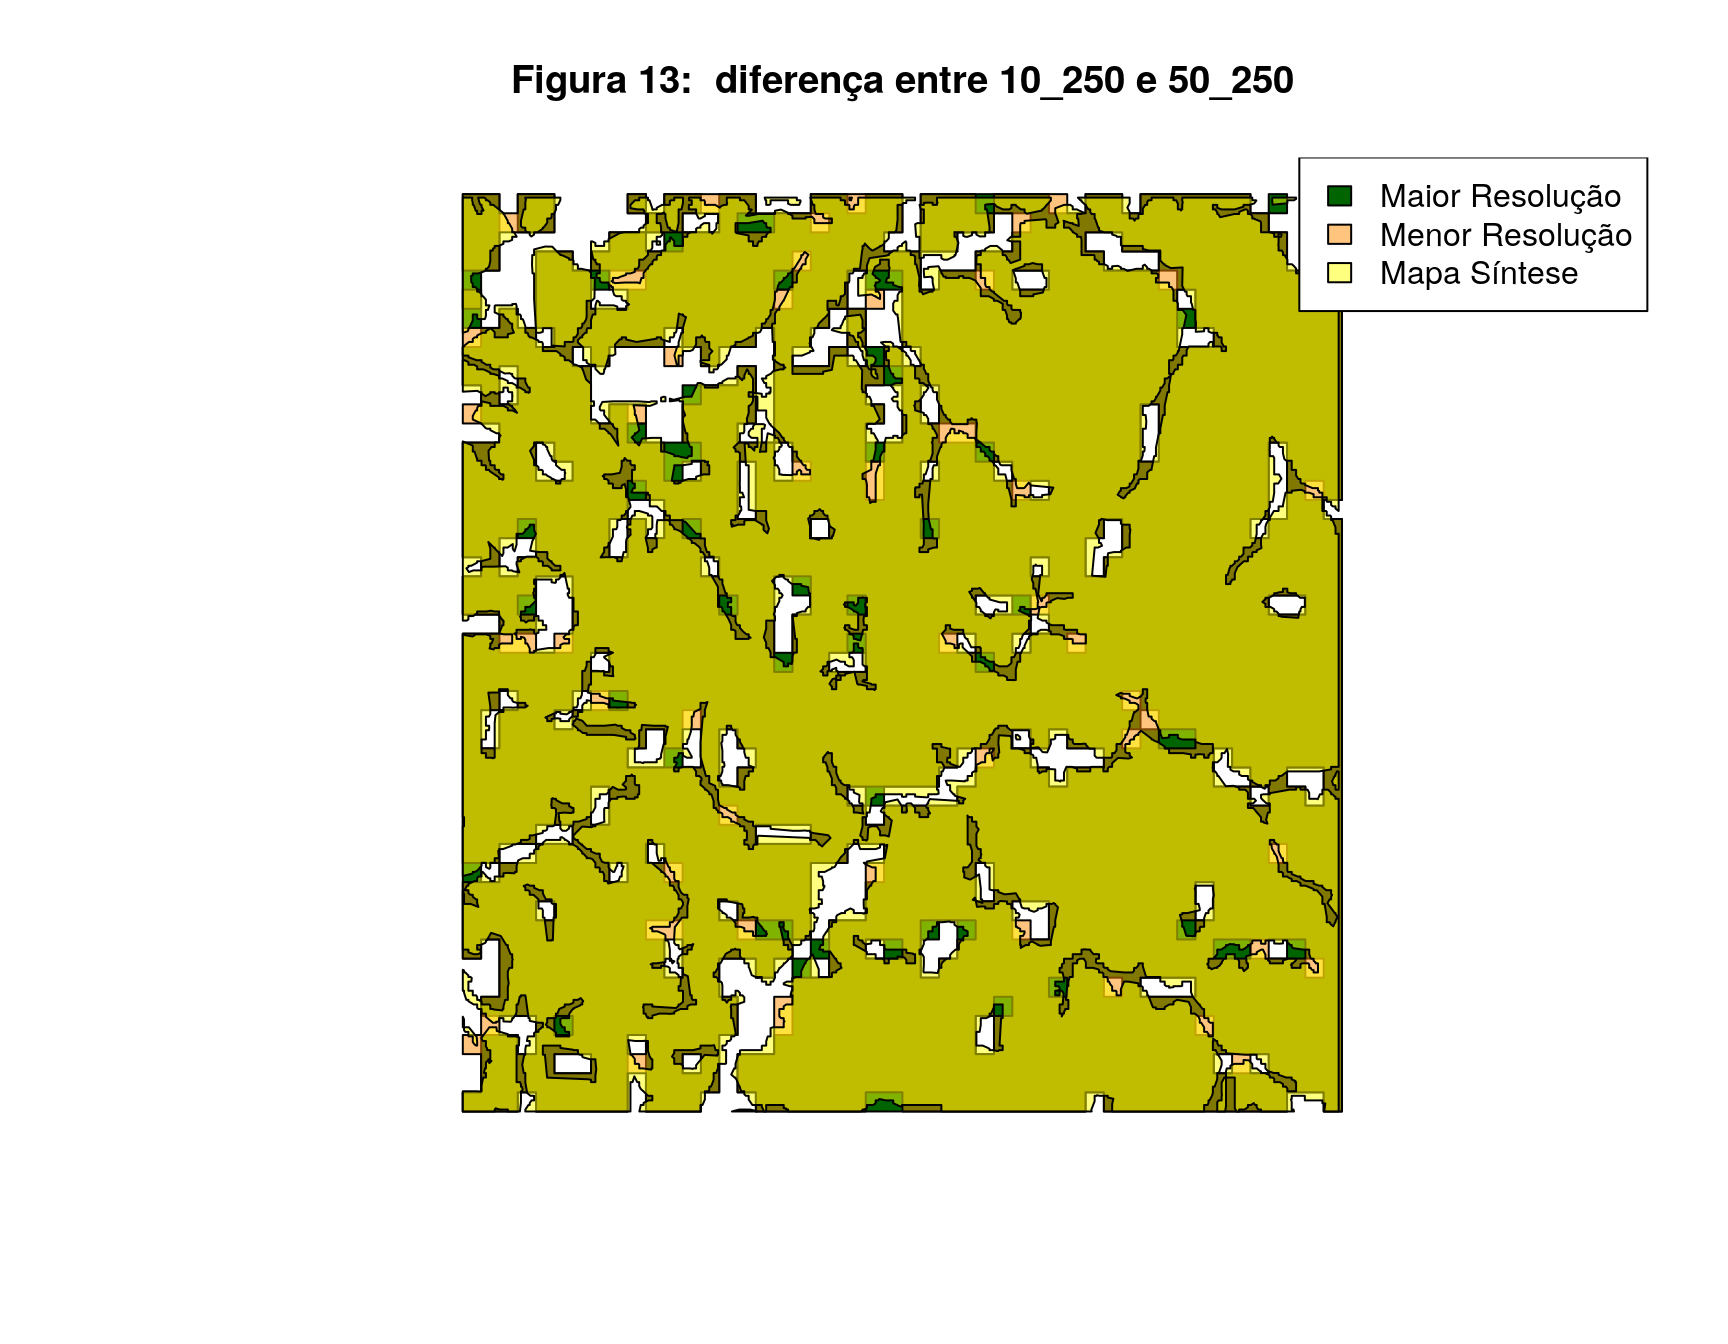 Figura 13:  diferença entre 10_250 e 50_250
Maior Resolução
Menor Resolução
Mapa Síntese